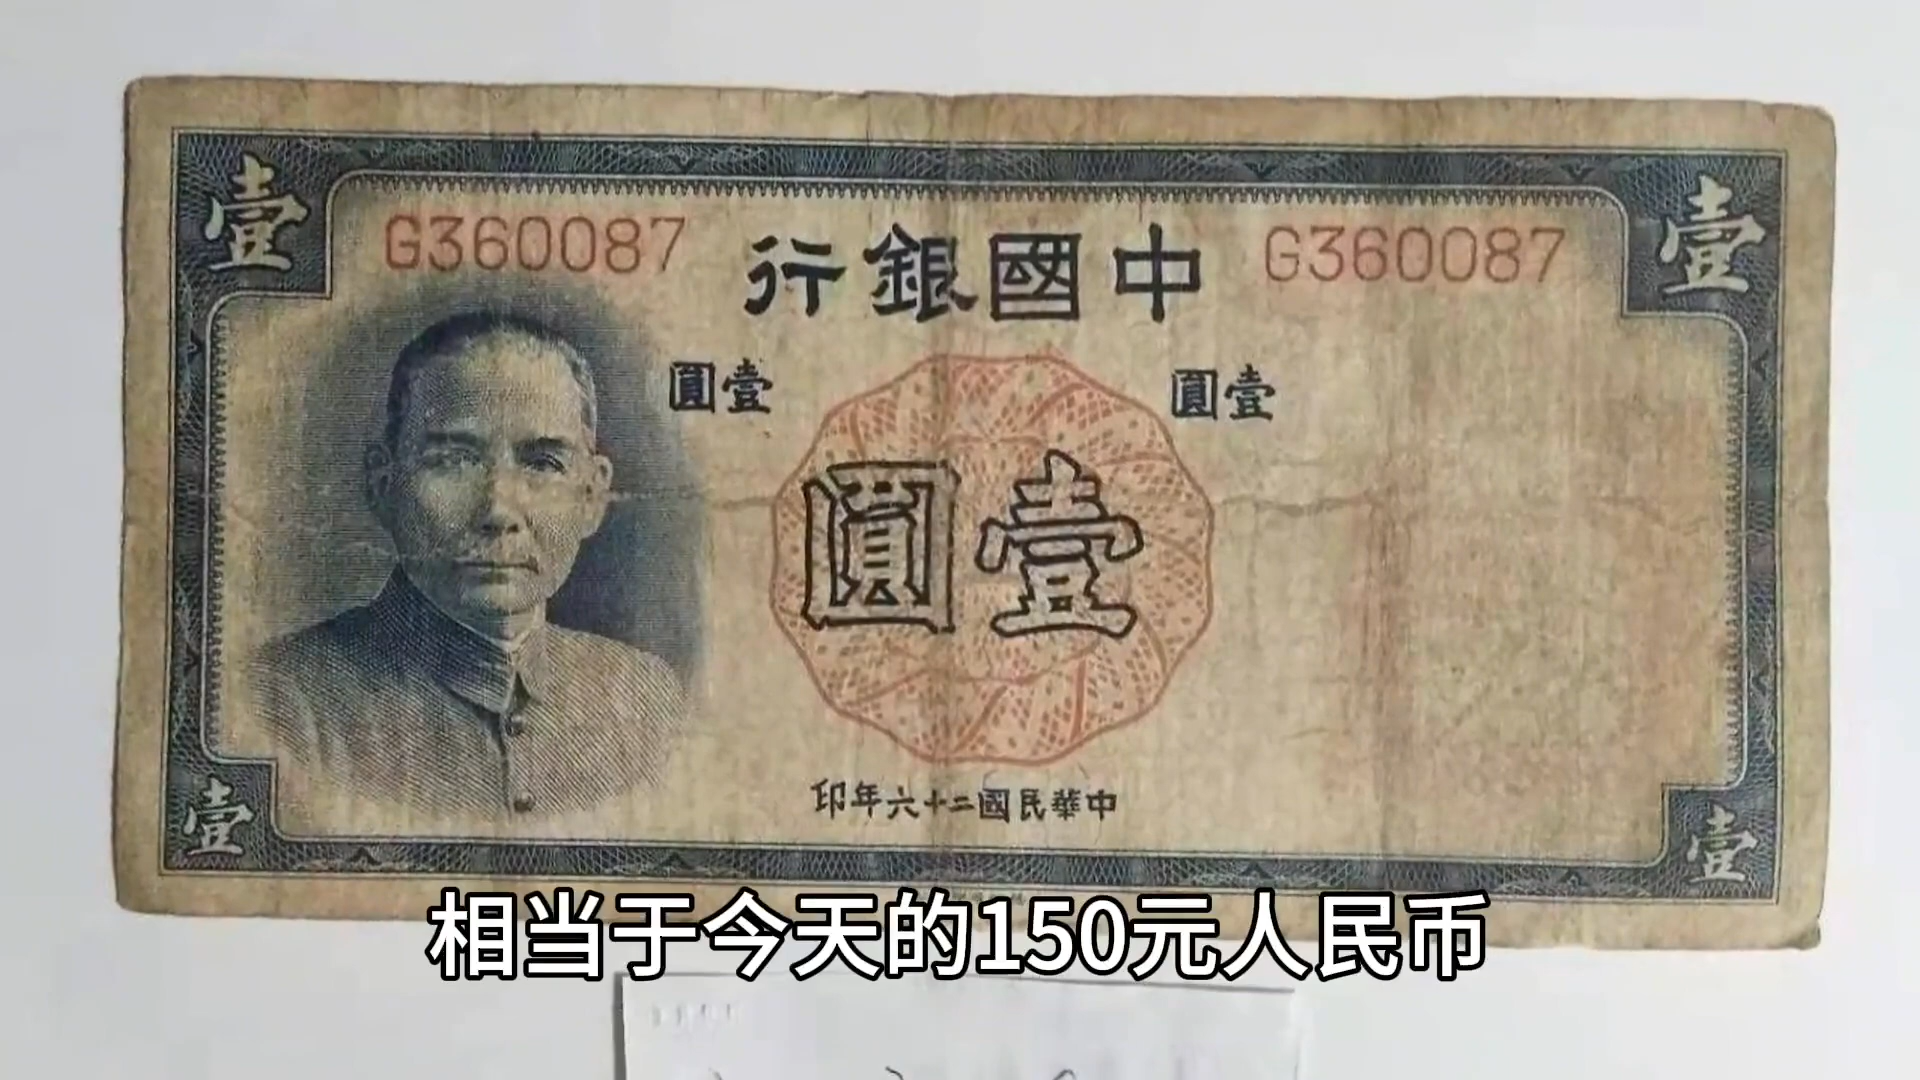 壹 壹
G360087 中國銀行 G360087
壹圓 壹圓
壹圓
中華民國二十六年印
壹 壹
相当于今天的150元人民币